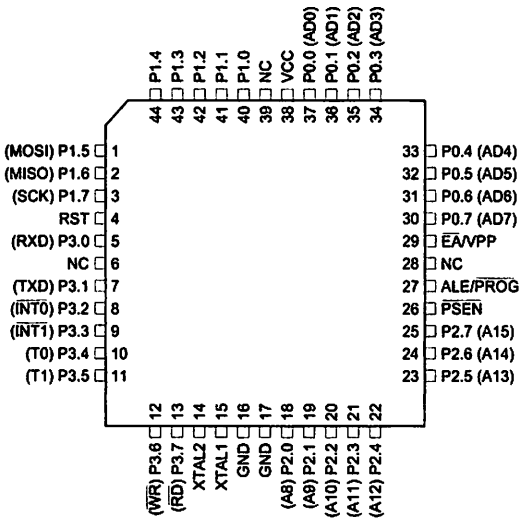 P1.4
P1.3
P1.2
P1.1
P1.0
NC
VCC
P0.0 (AD0)
P0.1 (AD1)
P0.2 (AD2)
P0.3 (AD3)
44
43
42
41
40
39
38
37
36
35
34
(MOSI) P1.5 1
(MISO) P1.6 2
(SCK) P1.7 3
RST 4
(RXD) P3.0 5
NC 6
(TXD) P3.1 7
(INT0) P3.2 8
(INT1) P3.3 9
(T0) P3.4 10
(T1) P3.5 11
33 P0.4 (AD4)
32 P0.5 (AD5)
31 P0.6 (AD6)
30 P0.7 (AD7)
29 EA/VPP
28 NC
27 ALE/PROG
26 PSEN
25 P2.7 (A15)
24 P2.6 (A14)
23 P2.5 (A13)
12
13
14
15
16
17
18
19
20
21
22
(WR) P3.6
(RD) P3.7
XTAL2
XTAL1
GND
GND
(A8) P2.0
(A9) P2.1
(A10) P2.2
(A11) P2.3
(A12) P2.4